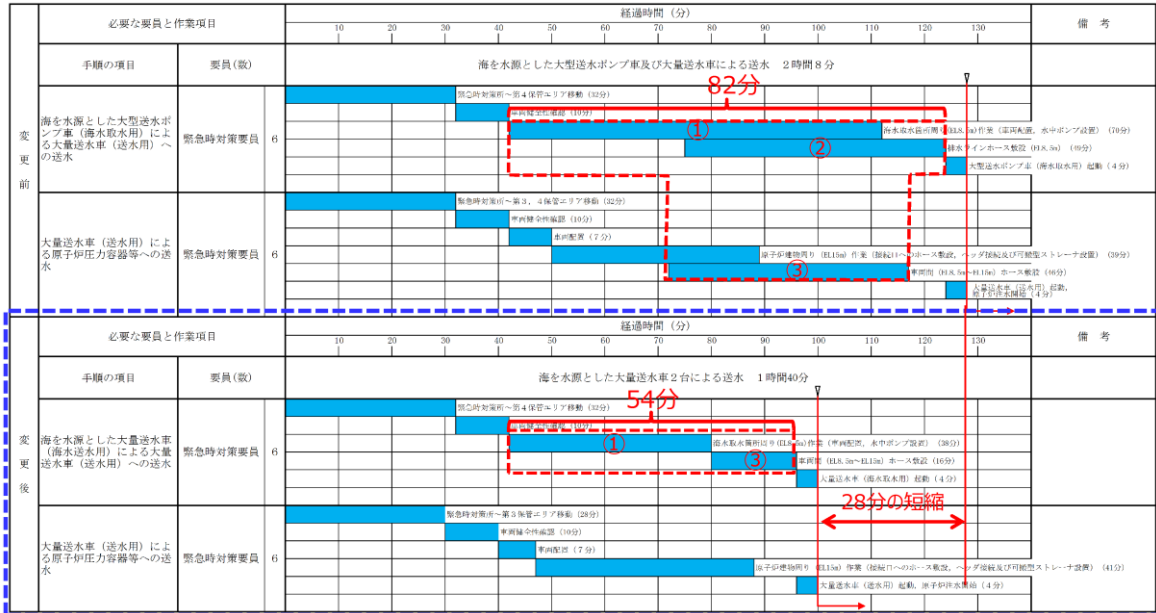 必要な要員と作業項目
経過時間（分）
備 考
10 20 30 40 50 60 70 80 90 100 110 120 130
手順の項目
要員(数)
海を水源とした大型送水ポンプ車及び大量送水車による送水 2時間8分
82分
変更前
海を水源とした大型送水ポ
ンプ車（海水取水用）によ
る大量送水車（送水用）へ
の送水
緊急時対策要員
6
緊急時対策所～第４保管エリア移動（32分）
車両健全性確認（10分）
①
海水取水箇所周り(EL8.5m)作業（車両配置、水中ポンプ設置）（70分）
②
排水ラインホース敷設（EL8.5m）（49分）
大型送水ポンプ車（海水取水用）起動（４分）
大量送水車（送水用）によ
る原子炉圧力容器等への送
水
緊急時対策要員
6
緊急時対策所～第３，４保管エリア移動（32分）
車両健全性確認（10分）
車両配置（７分）
原子炉建物周り（EL15m）作業（接続口へのホース敷設、ヘッダ接続及び可搬型ストレーナ設置）（39分）
③
車両間（EL8.5m～EL15m）ホース敷設（46分）
大量送水車（送水用）起動、
原子炉注水開始（４分）
必要な要員と作業項目
経過時間（分）
備 考
10 20 30 40 50 60 70 80 90 100 110 120 130
手順の項目
要員(数)
海を水源とした大量送水車２台による送水 1時間40分
54分
変更後
海を水源とした大量送水車
（海水送水用）による大量
送水車（送水用）への送水
緊急時対策要員
6
緊急時対策所～第４保管エリア移動（32分）
車両健全性確認（10分）
①
海水取水箇所周り(EL8.5m)作業（車両配置、水中ポンプ設置）（38分）
③
車両間（EL8.5m～EL15m）ホース敷設（16分）
大量送水車（海水取水用）起動（４分）
28分の短縮
大量送水車（送水用）によ
る原子炉圧力容器等への送
水
緊急時対策要員
6
緊急時対策所～第３保管エリア移動（28分）
車両健全性確認（10分）
車両配置（７分）
原子炉建物周り（EL15m）作業（接続口へのホース敷設、ヘッダ接続及び可搬型ストレーナ設置）（41分）
大量送水車（送水用）起動、原子炉注水開始（４分）